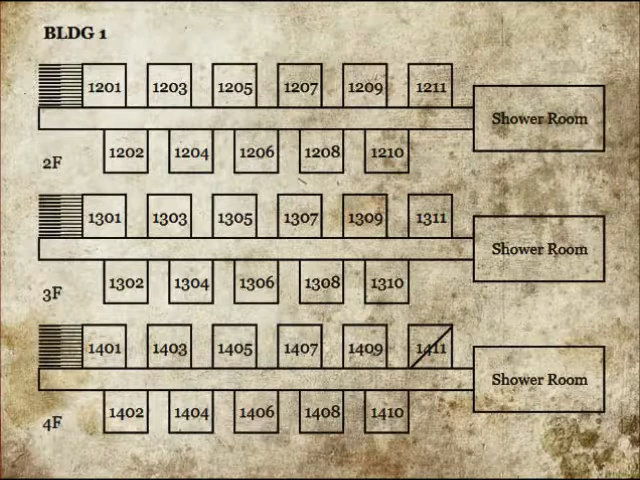 BLDG 1
1201 1203 1205 1207 1209 1211
Shower Room
1202 1204 1206 1208 1210
2F
1301 1303 1305 1307 1309 1311
Shower Room
1302 1304 1306 1308 1310
3F
1401 1403 1405 1407 1409 1411
Shower Room
1402 1404 1406 1408 1410
4F